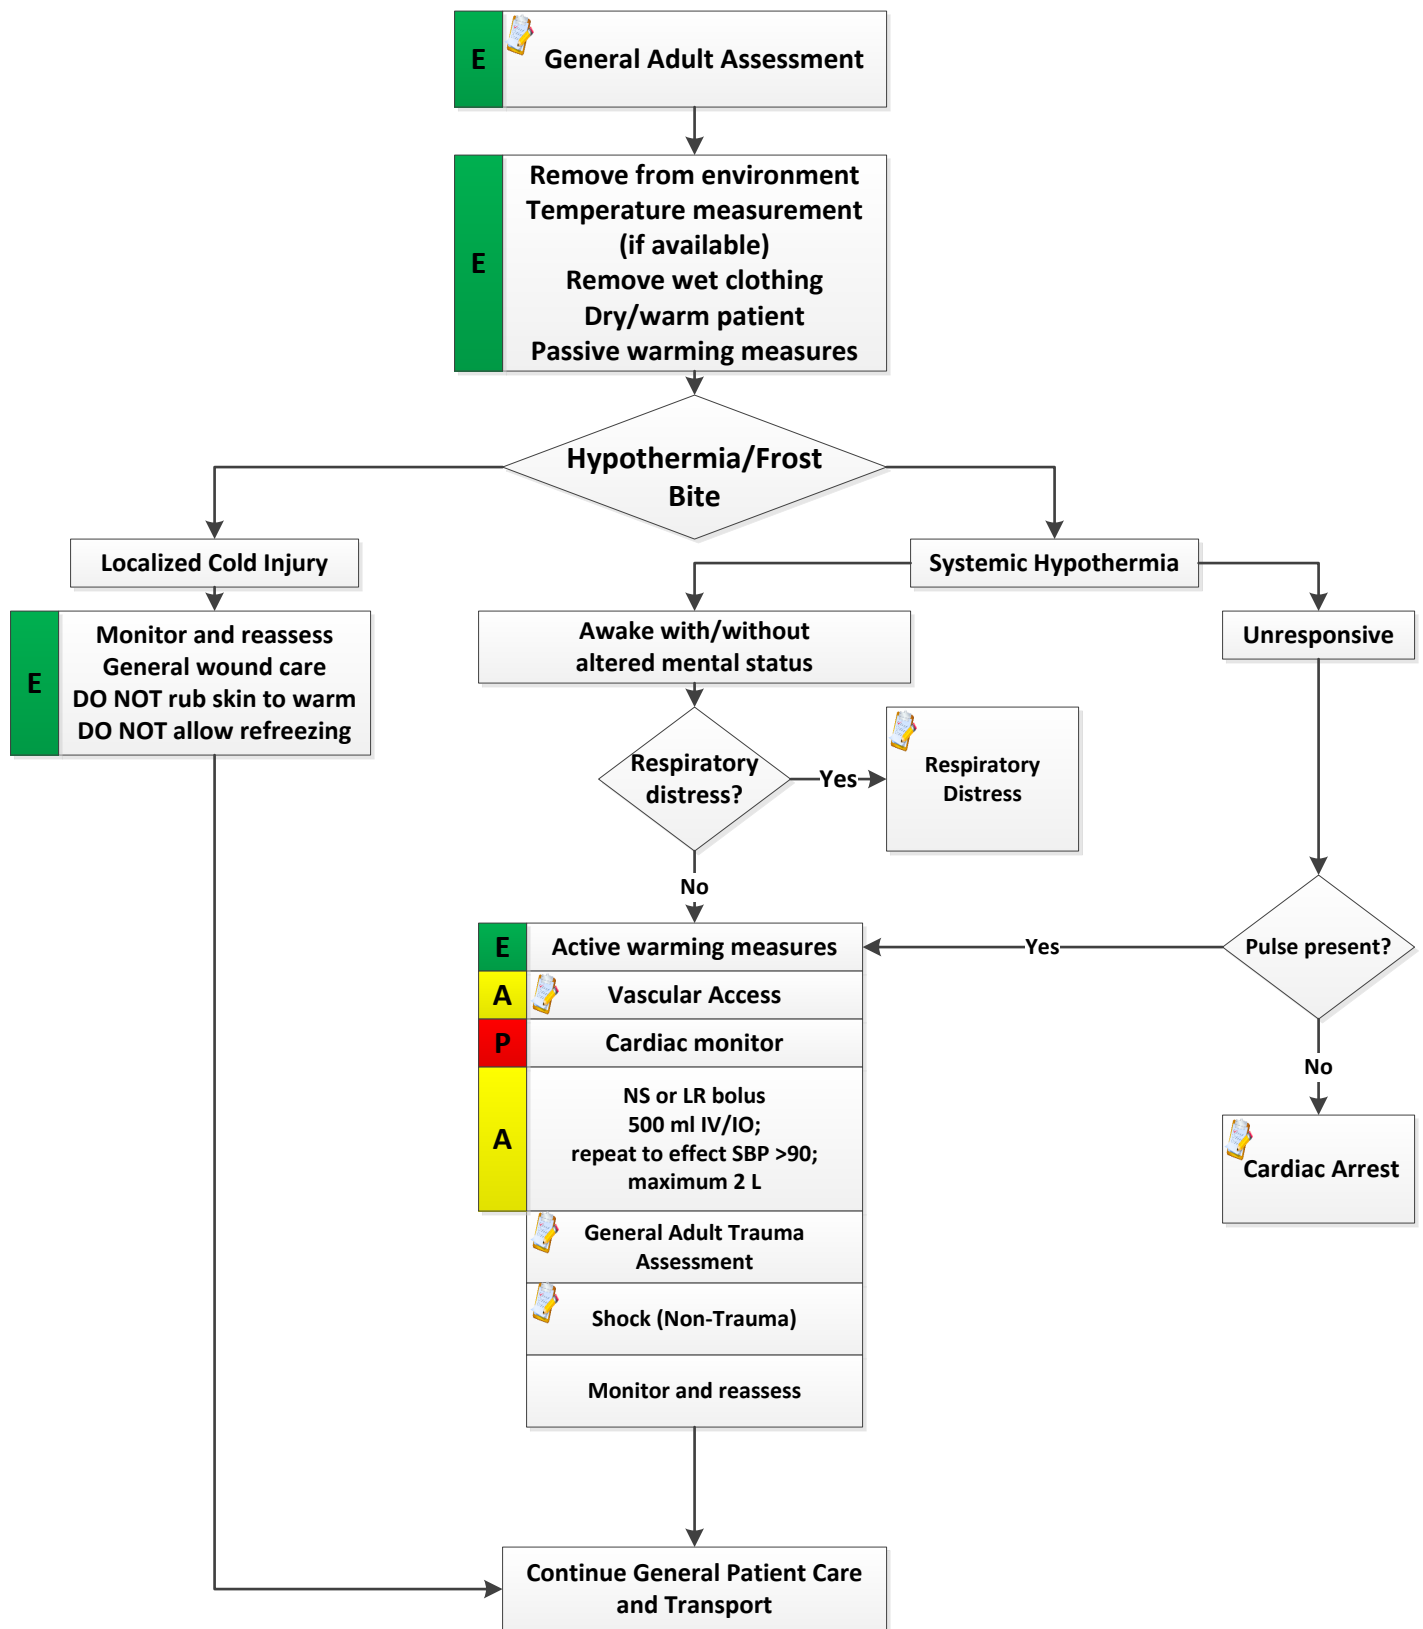 E
General Adult Assessment
E
Remove from environment
Temperature measurement
(if available)
Remove wet clothing
Dry/warm patient
Passive warming measures
Hypothermia/Frost
Bite
Localized Cold Injury
Systemic Hypothermia
E
Monitor and reassess
General wound care
DO NOT rub skin to warm
DO NOT allow refreezing
Awake with/without
altered mental status
Unresponsive
Respiratory
distress?
Yes
Respiratory
Distress
No
E
Active warming measures
Yes
Pulse present?
A
Vascular Access
P
Cardiac monitor
No
A
NS or LR bolus
500 ml IV/IO;
repeat to effect SBP >90;
maximum 2 L
Cardiac Arrest
General Adult Trauma
Assessment
Shock (Non-Trauma)
Monitor and reassess
Continue General Patient Care
and Transport